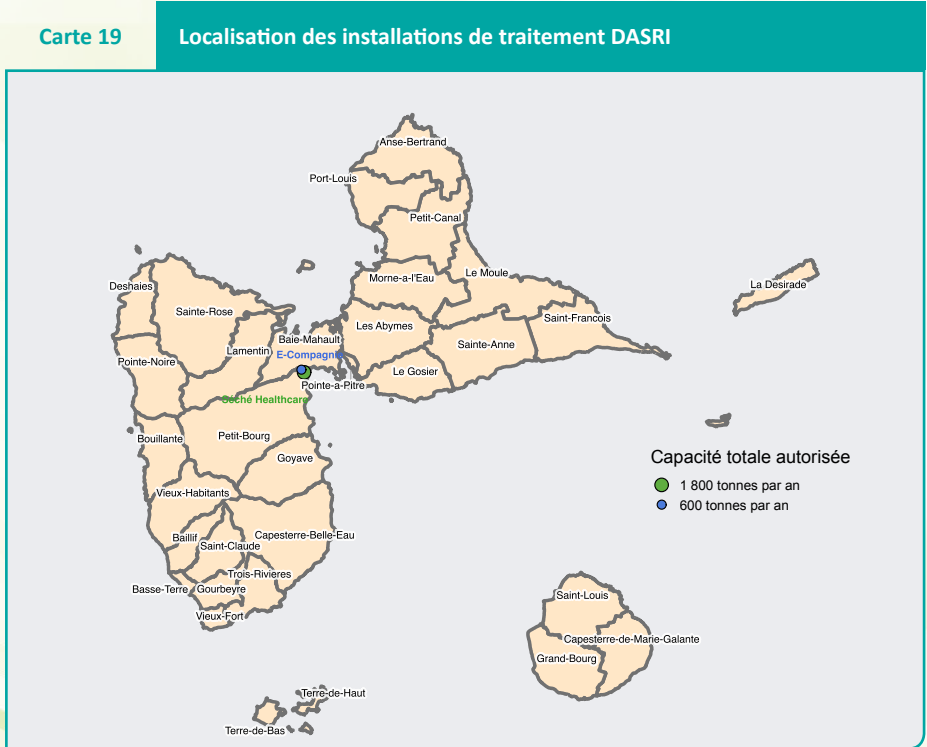 Carte 19
Localisation des installations de traitement DASRI
Anse-Bertrand
Port-Louis
Petit-Canal
Morne-a-l'Eau
Le Moule
La Desirade
Deshaies
Sainte-Rose
Saint-Francois
Les Abymes
Baie-Mahault
Sainte-Anne
Lamentin
E-Compagnie
Pointe-Noire
Le Gosier
Pointe-a-Pitre
Séché Healthcare
Petit-Bourg
Bouillante
Goyave
Capacité totale autorisée
1 800 tonnes par an
600 tonnes par an
Vieux-Habitants
Baillif
Capesterre-Belle-Eau
Saint-Claude
Trois-Rivieres
Basse-Terre
Gourbeyre
Vieux-Fort
Saint-Louis
Capesterre-de-Marie-Galante
Grand-Bourg
Terre-de-Haut
Terre-de-Bas